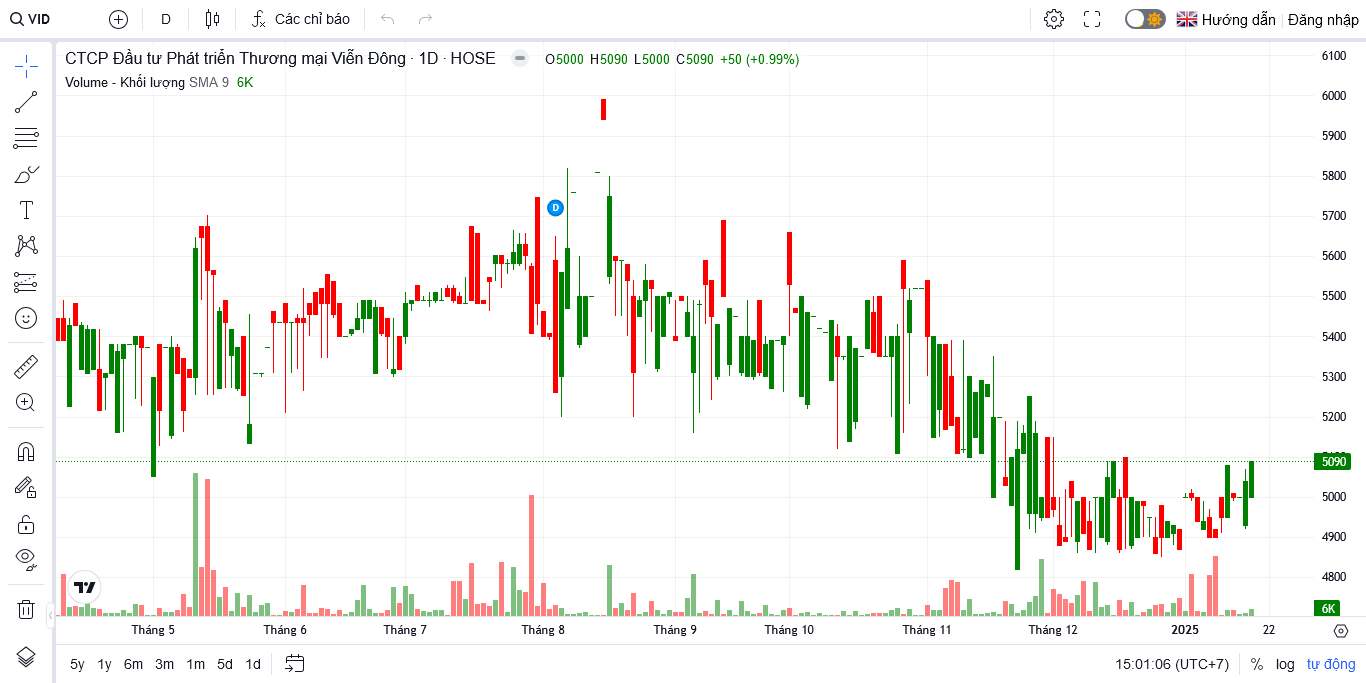 VID D Các chỉ báo Hướng dẫn Đăng nhập
CTCP Đầu tư Phát triển Thương mại Viễn Đông · 1D · HOSE O5000 H5090 L5000 C5090 +50 (+0.99%)
Volume - Khối lượng SMA 9 6K
6100
6000
5900
5800
5700
5600
5500
5400
5300
5200
5090
5000
4900
4800
6K
D
Tháng 5 Tháng 6 Tháng 7 Tháng 8 Tháng 9 Tháng 10 Tháng 11 Tháng 12 2025 22
5y 1y 6m 3m 1m 5d 1d 15:01:06 (UTC+7) % log tự động